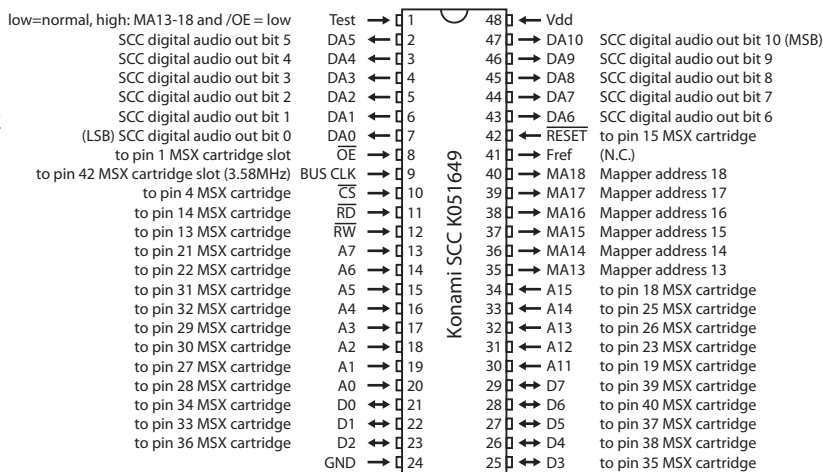 low=normal, high: MA13-18 and /OE = low Test 1 48 Vdd
SCC digital audio out bit 5 DA5 2 47 DA10 SCC digital audio out bit 10 (MSB)
SCC digital audio out bit 4 DA4 3 46 DA9 SCC digital audio out bit 9
SCC digital audio out bit 3 DA3 4 45 DA8 SCC digital audio out bit 8
SCC digital audio out bit 2 DA2 5 44 DA7 SCC digital audio out bit 7
SCC digital audio out bit 1 DA1 6 43 DA6 SCC digital audio out bit 6
(LSB) SCC digital audio out bit 0 DA0 7 42 RESET to pin 15 MSX cartridge
to pin 1 MSX cartridge slot OE 8 41 Fref (N.C.)
to pin 42 MSX cartridge slot (3.58MHz) BUS CLK 9 40 MA18 Mapper address 18
to pin 4 MSX cartridge CS 10 39 MA17 Mapper address 17
to pin 14 MSX cartridge RD 11 38 MA16 Mapper address 16
to pin 13 MSX cartridge RW 12 37 MA15 Mapper address 15
to pin 21 MSX cartridge A7 13 36 MA14 Mapper address 14
to pin 22 MSX cartridge A6 14 35 MA13 Mapper address 13
to pin 31 MSX cartridge A5 15 34 A15 to pin 18 MSX cartridge
to pin 32 MSX cartridge A4 16 33 A14 to pin 25 MSX cartridge
to pin 29 MSX cartridge A3 17 32 A13 to pin 26 MSX cartridge
to pin 30 MSX cartridge A2 18 31 A12 to pin 23 MSX cartridge
to pin 27 MSX cartridge A1 19 30 A11 to pin 19 MSX cartridge
to pin 28 MSX cartridge A0 20 29 D7 to pin 39 MSX cartridge
to pin 34 MSX cartridge D0 21 28 D6 to pin 40 MSX cartridge
to pin 33 MSX cartridge D1 22 27 D5 to pin 37 MSX cartridge
to pin 36 MSX cartridge D2 23 26 D4 to pin 38 MSX cartridge
GND 24 25 D3 to pin 35 MSX cartridge
Konami SCC K051649